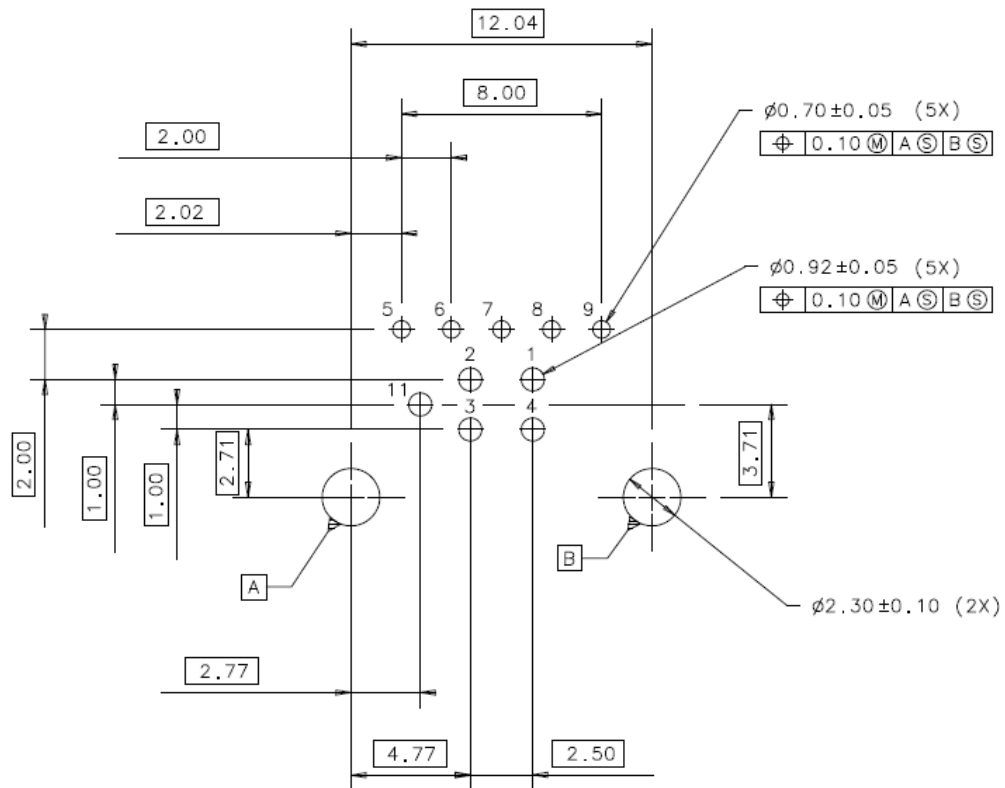 12.04
8.00
ø0.70±0.05 (5X)
⌖ 0.10 Ⓜ A Ⓢ B Ⓢ
2.00
2.02
ø0.92±0.05 (5X)
⌖ 0.10 Ⓜ A Ⓢ B Ⓢ
5 6 7 8 9
2 1
11
3 4
2.00
1.00
1.00
2.71
3.71
A
B
ø2.30±0.10 (2X)
2.77
4.77
2.50